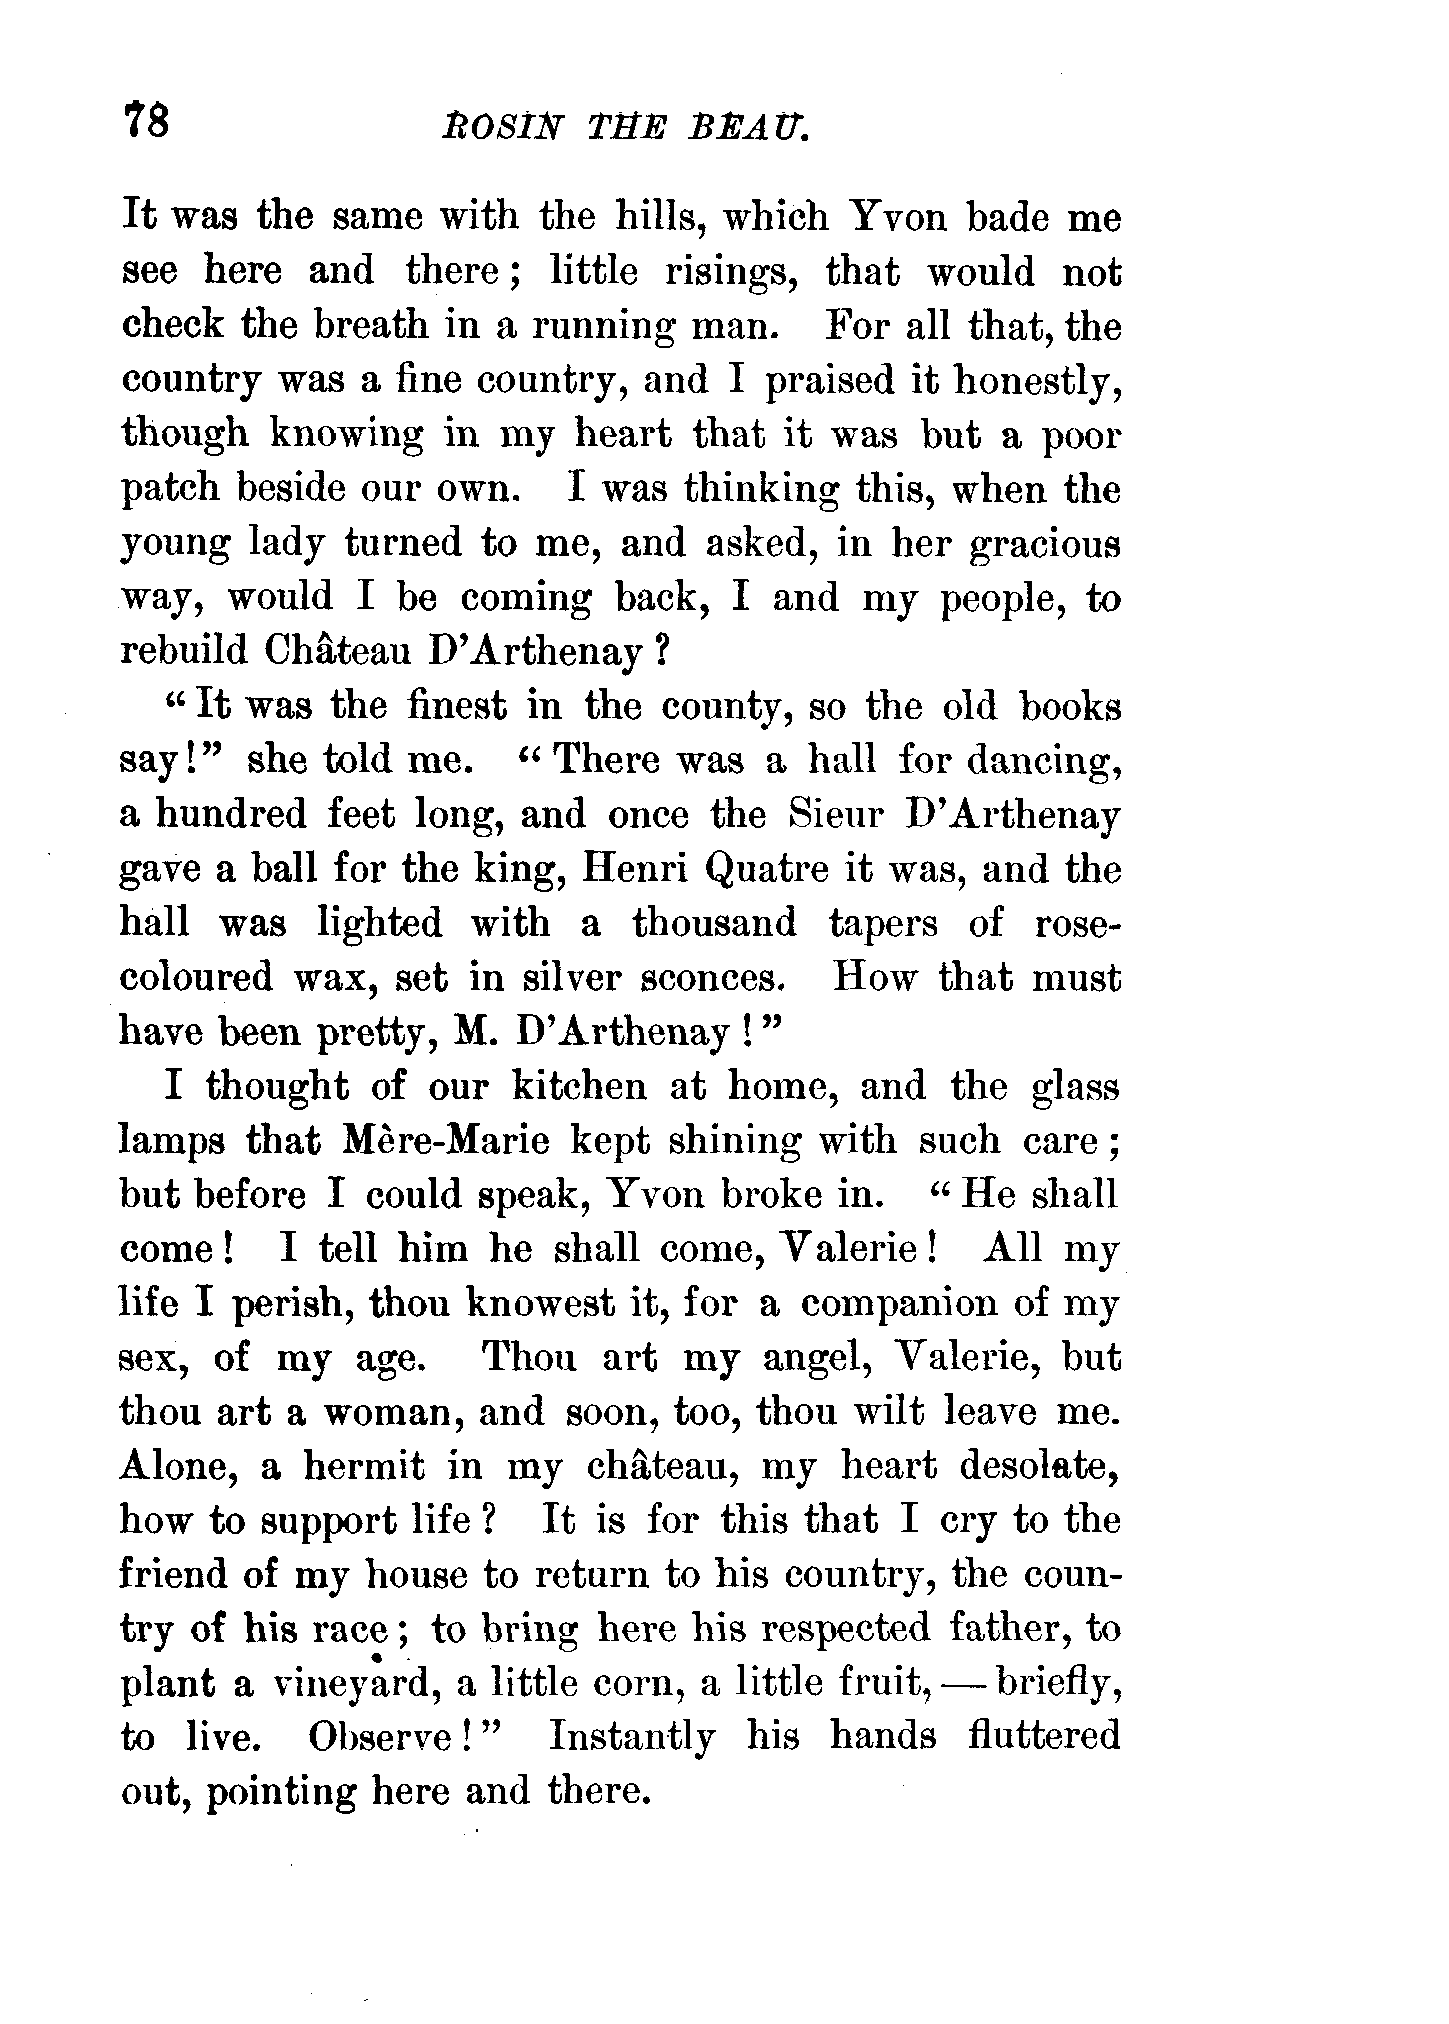 78 ROSIN THE BEAU.
It was the same with the hills, which Yvon bade me
see here and there; little risings, that would not
check the breath in a running man. For all that, the
country was a fine country, and I praised it honestly,
though knowing in my heart that it was but a poor
patch beside our own. I was thinking this, when the
young lady turned to me, and asked, in her gracious
way, would I be coming back, I and my people, to
rebuild Château D'Arthenay?
"It was the finest in the county, so the old books
say!" she told me. "There was a hall for dancing,
a hundred feet long, and once the Sieur D'Arthenay
gave a ball for the king, Henri Quatre it was, and the
hall was lighted with a thousand tapers of rose-
coloured wax, set in silver sconces. How that must
have been pretty, M. D'Arthenay!"
I thought of our kitchen at home, and the glass
lamps that Mère-Marie kept shining with such care;
but before I could speak, Yvon broke in. "He shall
come! I tell him he shall come, Valerie! All my
life I perish, thou knowest it, for a companion of my
sex, of my age. Thou art my angel, Valerie, but
thou art a woman, and soon, too, thou wilt leave me.
Alone, a hermit in my château, my heart desolate,
how to support life? It is for this that I cry to the
friend of my house to return to his country, the coun-
try of his race; to bring here his respected father, to
plant a vineyard, a little corn, a little fruit,—briefly,
to live. Observe!" Instantly his hands fluttered
out, pointing here and there.